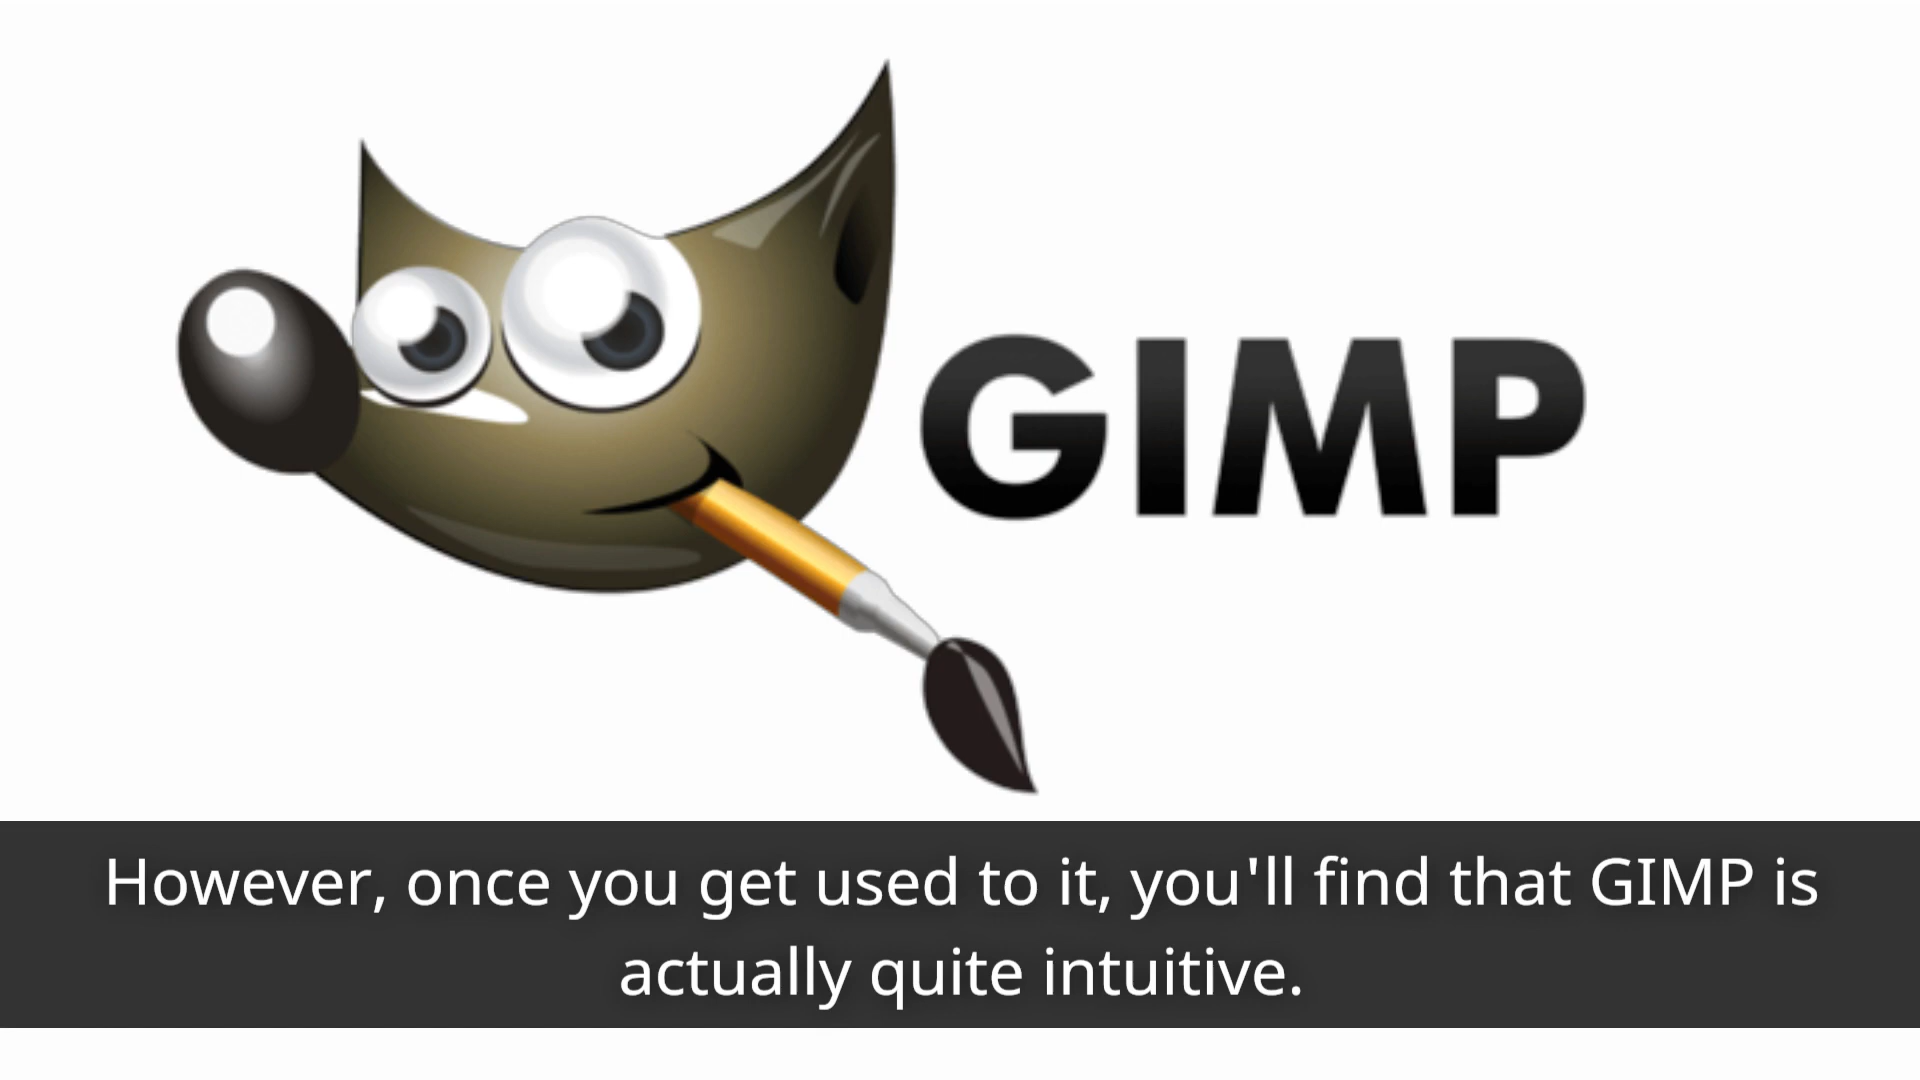 GIMP
However, once you get used to it, you'll find that GIMP is
actually quite intuitive.